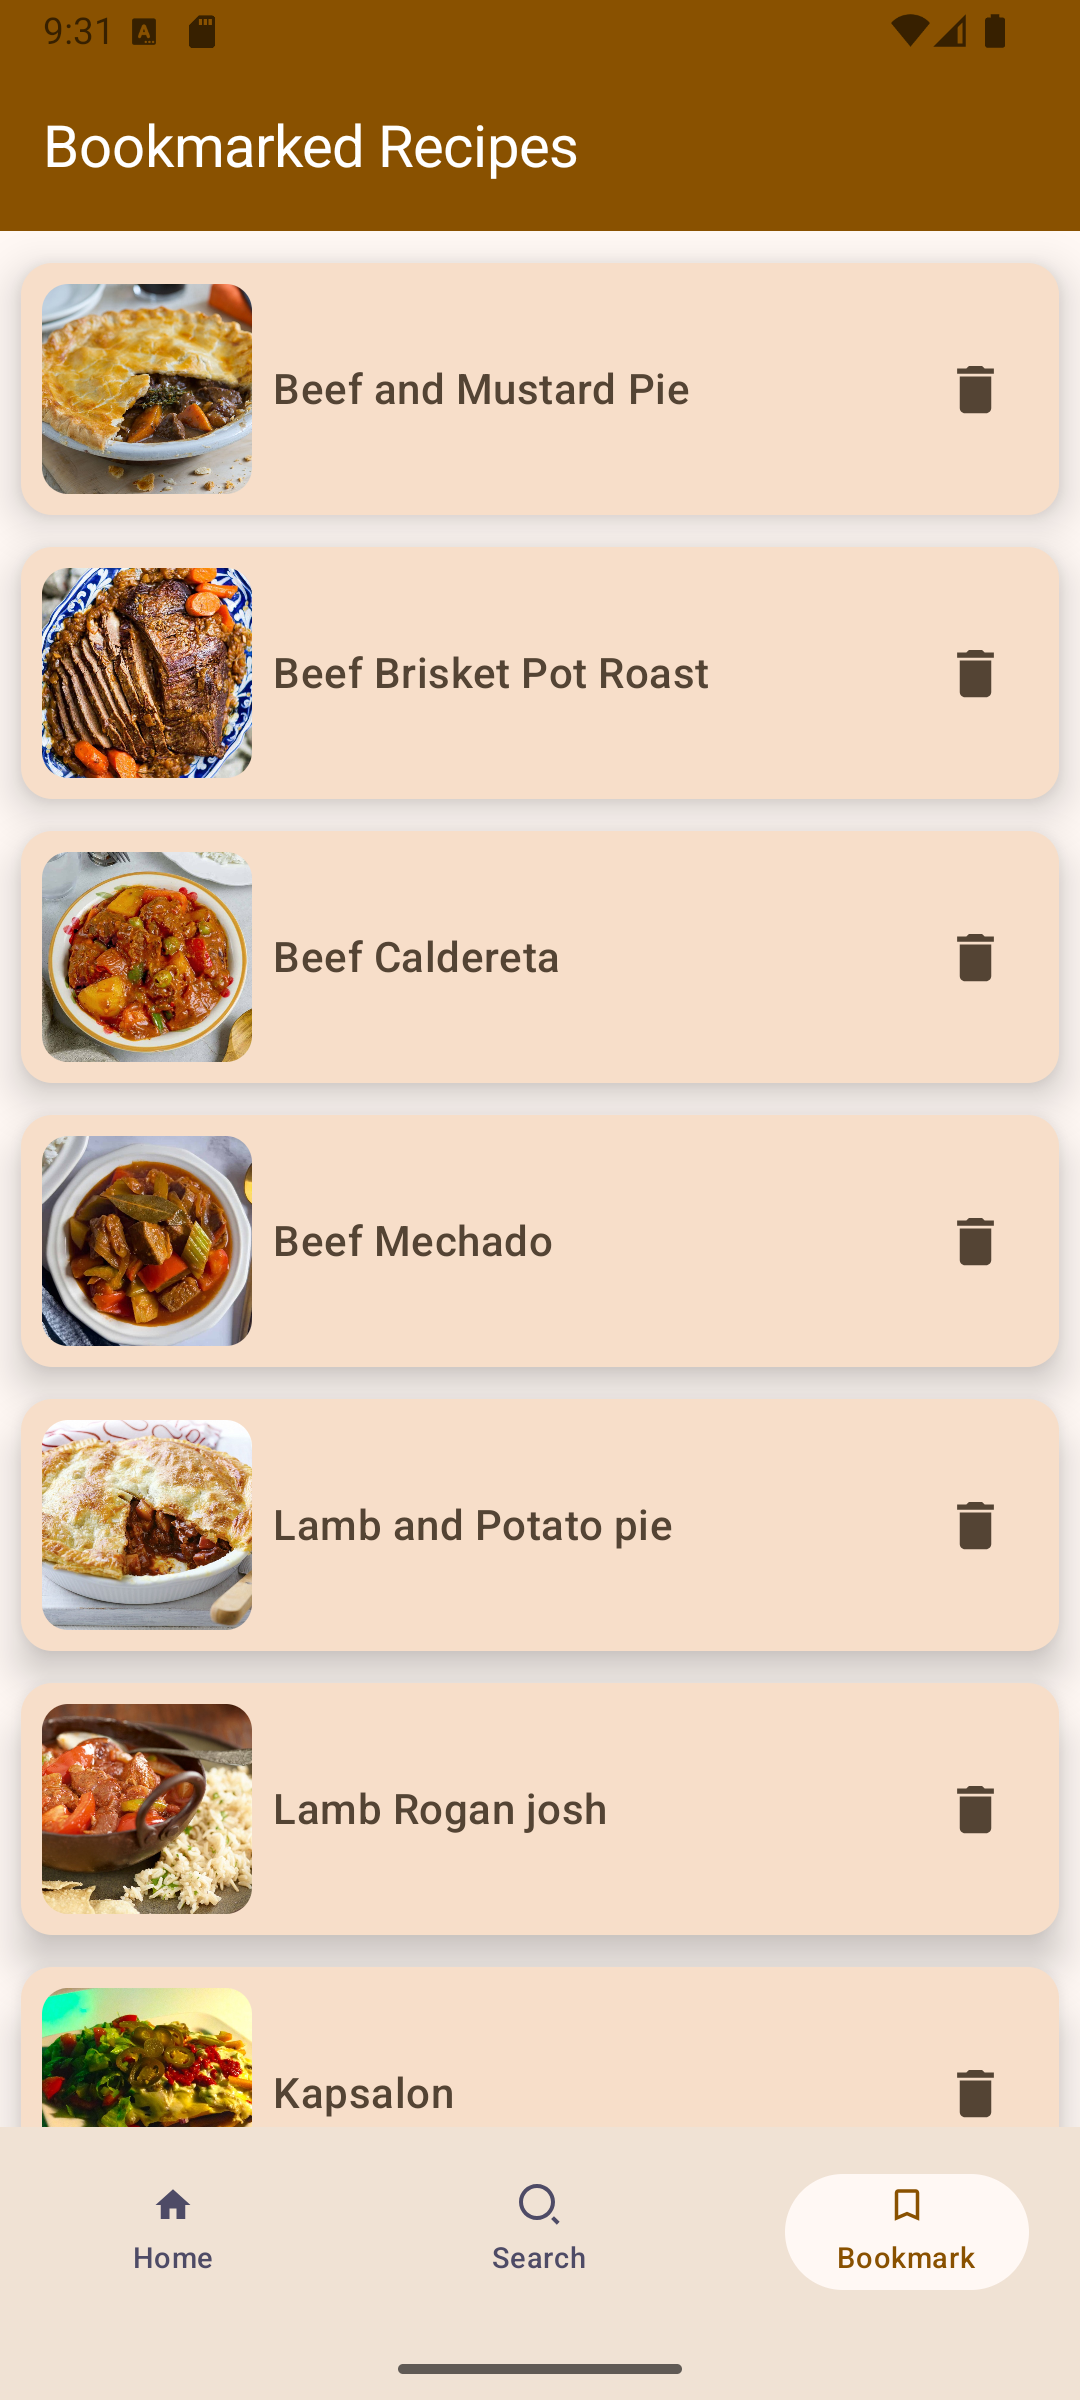 9:31
Bookmarked Recipes
Beef and Mustard Pie
Beef Brisket Pot Roast
Beef Caldereta
Beef Mechado
Lamb and Potato pie
Lamb Rogan josh
Kapsalon
Home
Search
Bookmark